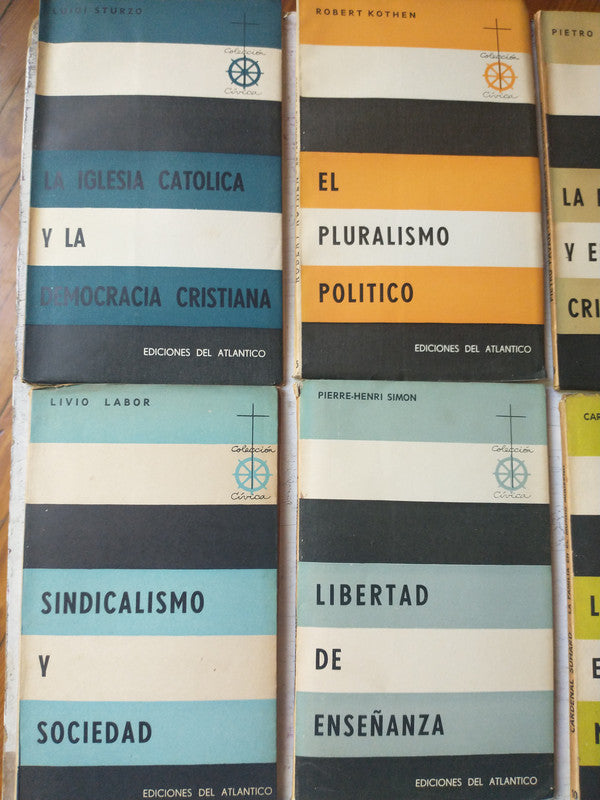 LUIGI STURZO
Colección
Cívica
LA IGLESIA CATOLICA
Y LA
DEMOCRACIA CRISTIANA
EDICIONES DEL ATLANTICO
ROBERT KOTHEN
Colección
Cívica
EL
PLURALISMO
POLITICO
EDICIONES DEL ATLANTICO
PIETRO
LA
Y E
CRI
LIVIO LABOR
Colección
Cívica
SINDICALISMO
Y
SOCIEDAD
EDICIONES DEL ATLANTICO
PIERRE-HENRI SIMON
Colección
Cívica
LIBERTAD
DE
ENSEÑANZA
EDICIONES DEL ATLANTICO
CAR
L
E
CARDENAL SUHARD